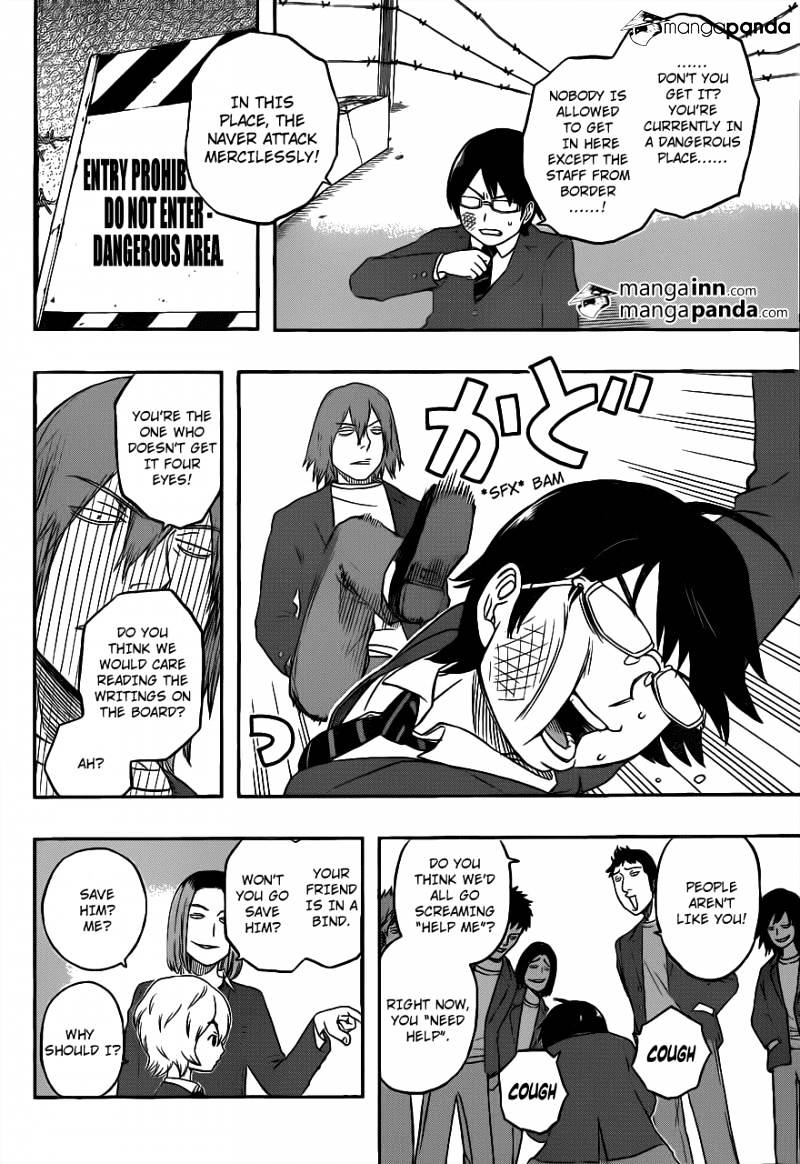 mangapanda
......
DON'T YOU
GET IT?
YOU'RE
CURRENTLY IN
A DANGEROUS
PLACE......
NOBODY IS
ALLOWED
TO GET
IN HERE
EXCEPT THE
STAFF FROM
BORDER
......!
IN THIS
PLACE, THE
NAVER ATTACK
MERCILESSLY!
ENTRY PROHIB
DO NOT ENTER -
DANGEROUS AREA.
mangainn.com
mangapanda.com
かどっ
*SFX* BAM
YOU'RE THE
ONE WHO
DOESN'T GET
IT FOUR
EYES!
DO YOU
THINK WE
WOULD CARE
READING THE
WRITINGS ON
THE BOARD?
AH?
PEOPLE
AREN'T
LIKE YOU!
DO YOU
THINK WE'D
ALL GO
SCREAMING
"HELP ME"?
RIGHT NOW,
YOU "NEED
HELP".
COUGH
COUGH
YOUR
FRIEND
IS IN A
BIND.
WON'T
YOU GO
SAVE
HIM?
SAVE
HIM?
ME?
WHY
SHOULD I?